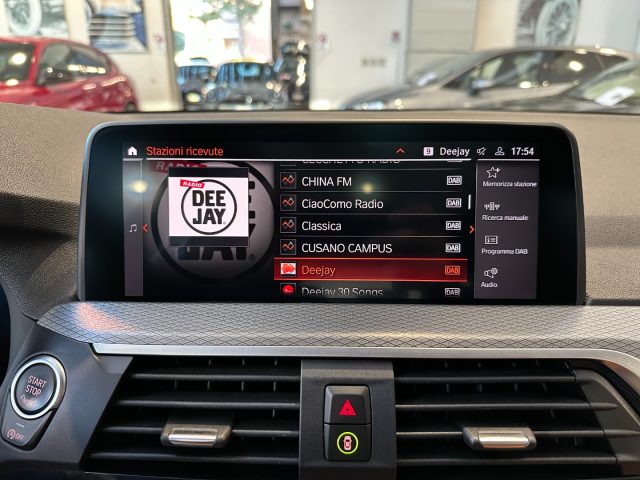 Stazioni ricevute
9 Deejay 17:54
CHINA FM DAB
CiaoComo Radio DAB
Classica DAB
CUSANO CAMPUS DAB
Deejay DAB
Deejay 30 Songs DAB
RADIO
DEE
JAY
Memorizza stazione
Ricerca manuale
Programma DAB
Audio
START
STOP
OFF